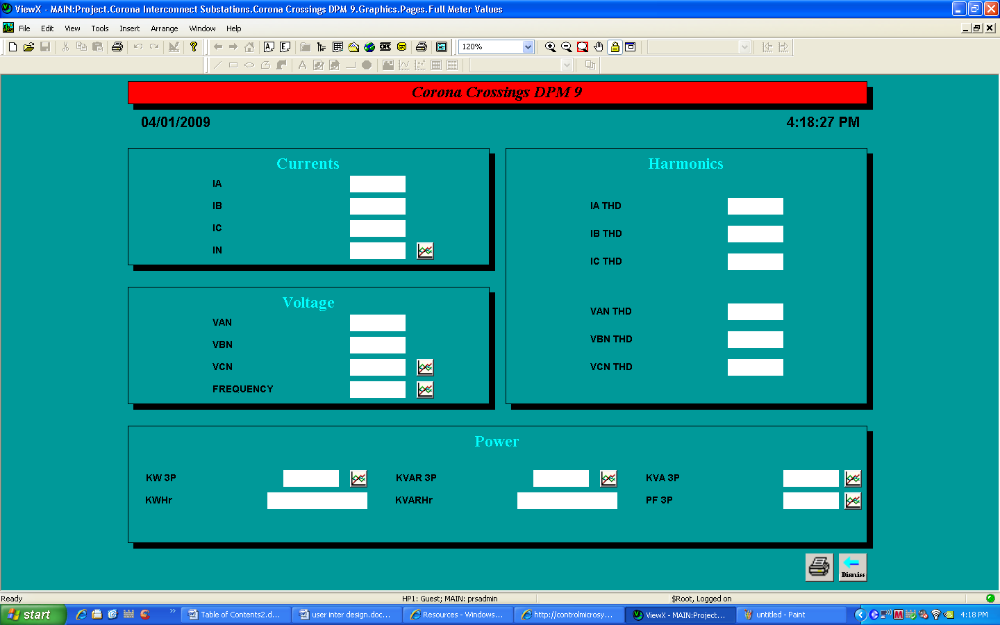 ViewX - MAIN:Project.Corona Interconnect Substations.Corona Crossings DPM 9.Graphics.Pages.Full Meter Values
File Edit View Tools Insert Arrange Window Help
120%
Corona Crossings DPM 9
04/01/2009 4:18:27 PM
Currents
IA
IB
IC
IN
Voltage
VAN
VBN
VCN
FREQUENCY
Harmonics
IA THD
IB THD
IC THD
VAN THD
VBN THD
VCN THD
Power
KW 3P KVAR 3P KVA 3P
KWHr KVARHr PF 3P
Dismiss
Ready HP1: Guest; MAIN: prsadmin $Root, Logged on
start Table of Contents2.d... user inter design.doc... Resources - Windows... http://controlmicrosy... ViewX - MAIN:Project... untitled - Paint 4:18 PM